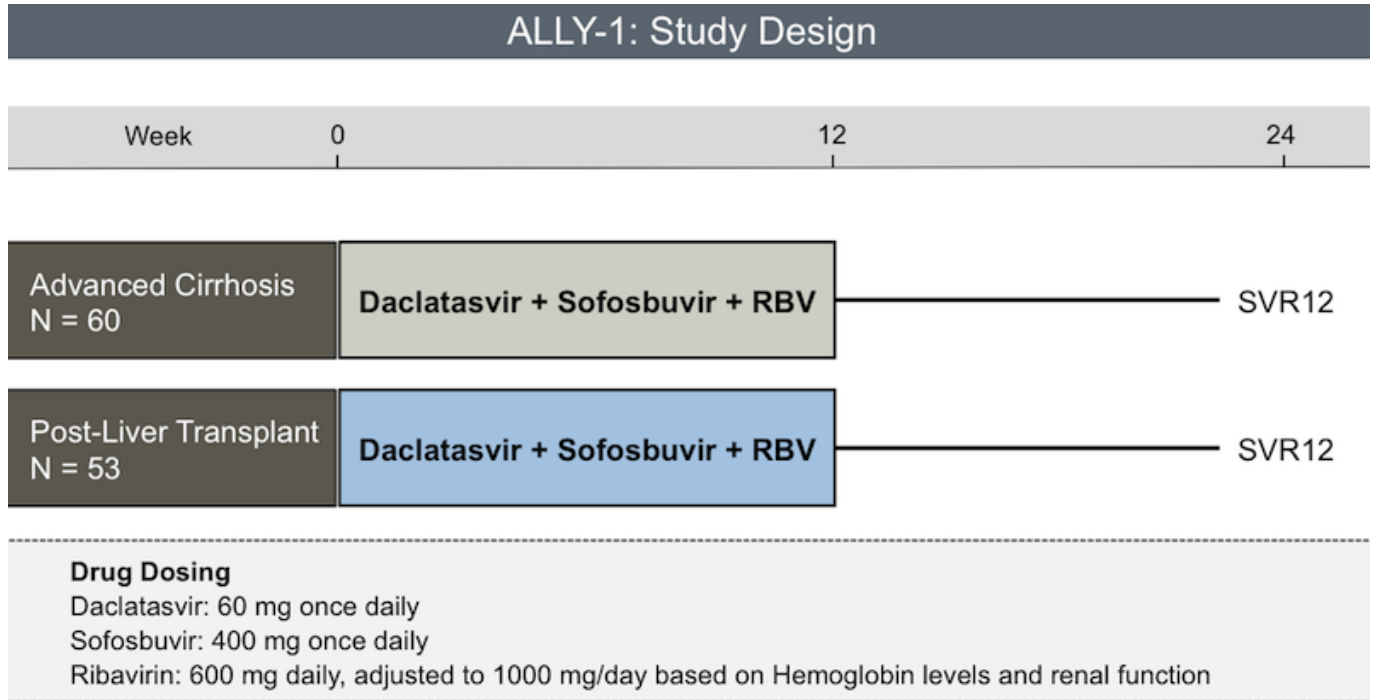 ALLY-1: Study Design
Week 0 12 24
Advanced Cirrhosis
N = 60
Daclatasvir + Sofosbuvir + RBV
SVR12
Post-Liver Transplant
N = 53
Daclatasvir + Sofosbuvir + RBV
SVR12
Drug Dosing
Daclatasvir: 60 mg once daily
Sofosbuvir: 400 mg once daily
Ribavirin: 600 mg daily, adjusted to 1000 mg/day based on Hemoglobin levels and renal function